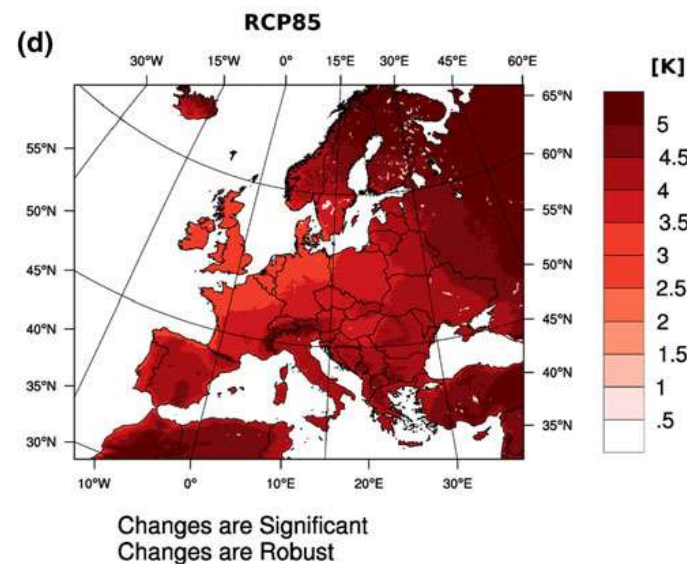 RCP85
(d)
30°W 15°W 0° 15°E 30°E 45°E 60°E
[K]
65°N
55°N
60°N
50°N
55°N
45°N
50°N
40°N
45°N
40°N
35°N
35°N
30°N
10°W 0° 10°E 20°E 30°E
5
4.5
4
3.5
3
2.5
2
1.5
1
.5
Changes are Significant
Changes are Robust